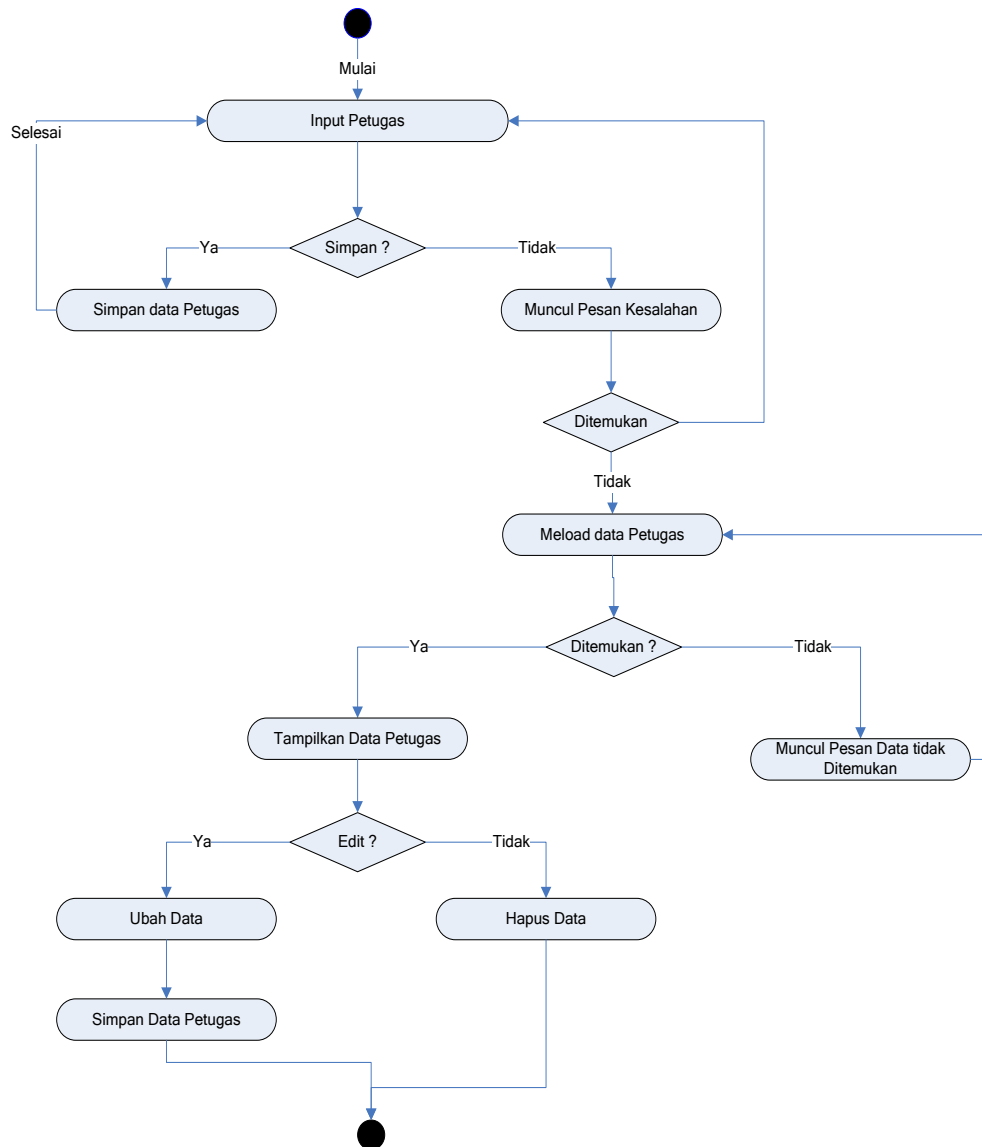 Mulai
Input Petugas
Selesai
Simpan ?
Ya
Tidak
Simpan data Petugas
Muncul Pesan Kesalahan
Ditemukan
Tidak
Meload data Petugas
Ditemukan ?
Ya
Tidak
Tampilkan Data Petugas
Muncul Pesan Data tidak
Ditemukan
Edit ?
Ya
Tidak
Ubah Data
Hapus Data
Simpan Data Petugas